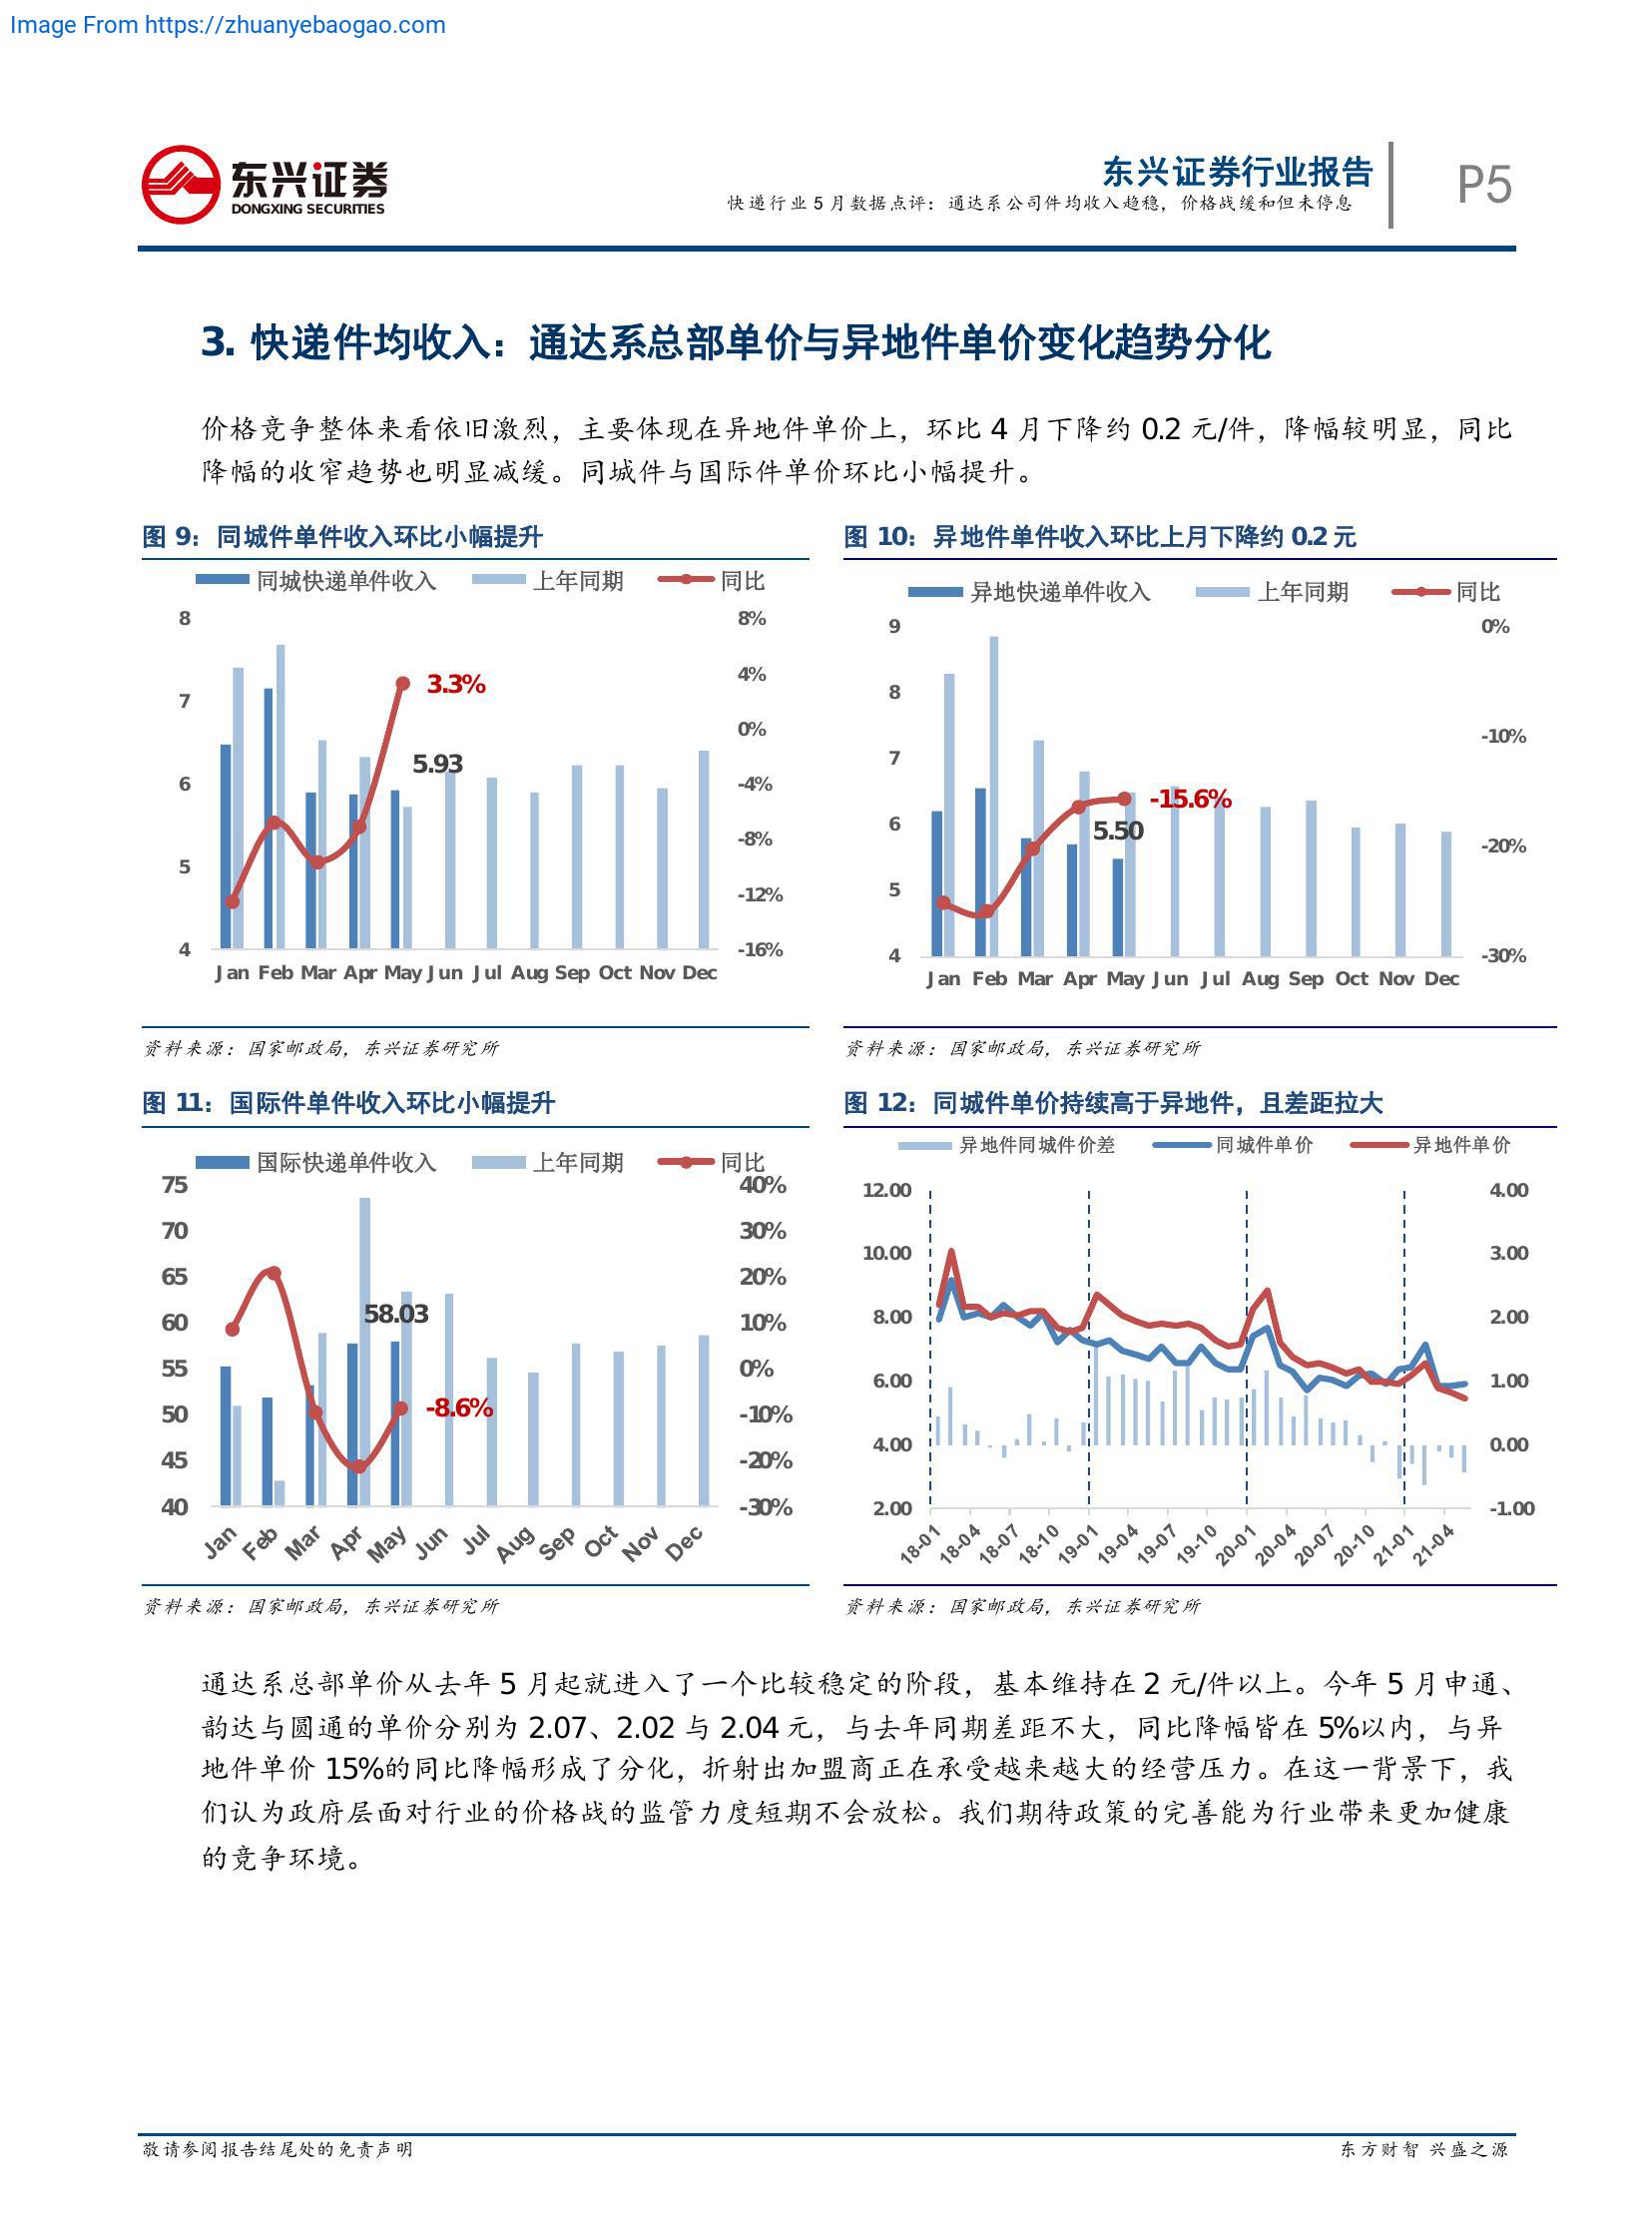 Image From https://zhuanyebaogao.com
东兴证券
DONGXING SECURITIES
东兴证券行业报告
快递行业 5 月数据点评：通达系公司件均收入趋稳，价格战缓和但未停息
P5
3. 快递件均收入：通达系总部单价与异地件单价变化趋势分化
价格竞争整体来看依旧激烈，主要体现在异地件单价上，环比 4 月下降约 0.2 元/件，降幅较明显，同比
降幅的收窄趋势也明显减缓。同城件与国际件单价环比小幅提升。
图 9：同城件单件收入环比小幅提升
同城快递单件收入 上年同期 同比
8 8%
4%
7
0%
6 -4%
-8%
5
-12%
4 -16%
3.3%
5.93
Jan Feb Mar Apr May Jun Jul Aug Sep Oct Nov Dec
资料来源：国家邮政局，东兴证券研究所
图 10：异地件单件收入环比上月下降约 0.2 元
异地快递单件收入 上年同期 同比
9 0%
8
-10%
7
6
-20%
5
4 -30%
-15.6%
5.50
Jan Feb Mar Apr May Jun Jul Aug Sep Oct Nov Dec
资料来源：国家邮政局，东兴证券研究所
图 11：国际件单件收入环比小幅提升
国际快递单件收入 上年同期 同比
75 40%
70 30%
65 20%
60 10%
55 0%
50 -10%
45 -20%
40 -30%
58.03
-8.6%
Jan Feb Mar Apr May Jun Jul Aug Sep Oct Nov Dec
资料来源：国家邮政局，东兴证券研究所
图 12：同城件单价持续高于异地件，且差距拉大
异地件同城件价差 同城件单价 异地件单价
12.00 4.00
10.00 3.00
8.00 2.00
6.00 1.00
4.00 0.00
2.00 -1.00
18-01 18-04 18-07 18-10 19-01 19-04 19-07 19-10 20-01 20-04 20-07 20-10 21-01 21-04
资料来源：国家邮政局，东兴证券研究所
通达系总部单价从去年 5 月起就进入了一个比较稳定的阶段，基本维持在 2 元/件以上。今年 5 月申通、
韵达与圆通的单价分别为 2.07、2.02 与 2.04 元，与去年同期差距不大，同比降幅皆在 5%以内，与异
地件单价 15%的同比降幅形成了分化，折射出加盟商正在承受越来越大的经营压力。在这一背景下，我
们认为政府层面对行业的价格战的监管力度短期不会放松。我们期待政策的完善能为行业带来更加健康
的竞争环境。
敬请参阅报告结尾处的免责声明
东方财智 兴盛之源